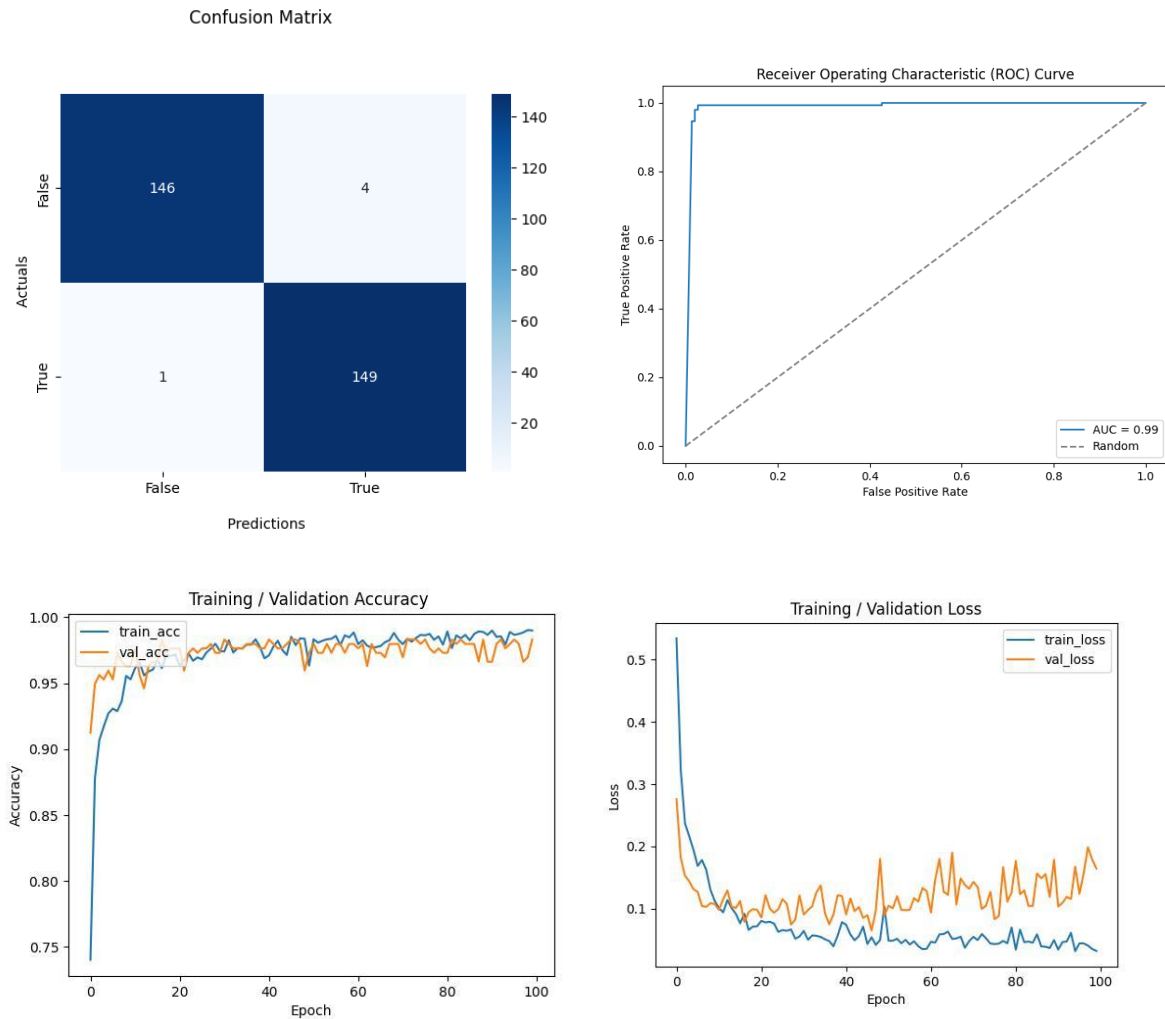 Confusion Matrix
False
True
Actuals
146
4
1
149
False
True
Predictions
140
120
100
80
60
40
20
Receiver Operating Characteristic (ROC) Curve
True Positive Rate
1.0
0.8
0.6
0.4
0.2
0.0
0.0
0.2
0.4
0.6
0.8
1.0
False Positive Rate
AUC = 0.99
Random
Training / Validation Accuracy
train_acc
val_acc
Accuracy
1.00
0.95
0.90
0.85
0.80
0.75
0
20
40
60
80
100
Epoch
Training / Validation Loss
train_loss
val_loss
Loss
0.5
0.4
0.3
0.2
0.1
0
20
40
60
80
100
Epoch